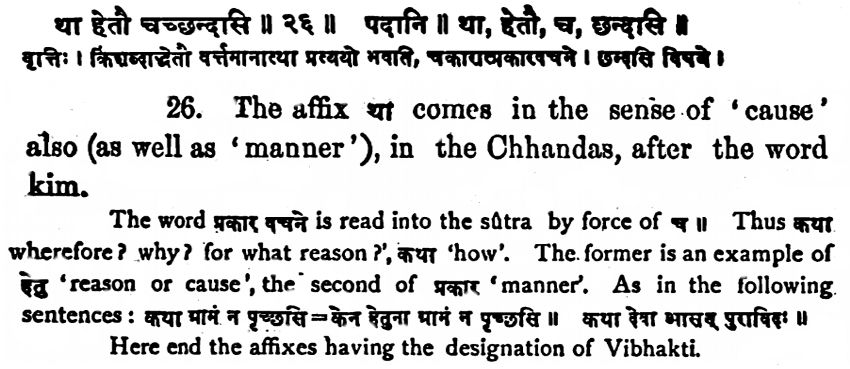 था हेतौ चच्छन्दासि ॥ २६ ॥ पदानि ॥ था, हेतौ, च, छन्दसि ॥
वृत्तिः । किंशब्दाद्धेतौ वर्त्तमानात्था प्रत्ययो भवति, चकारात्प्रकारवचने । छन्दसि विषये ।
26. The affix था comes in the sense of ' cause '
also (as well as ' manner '), in the Chhandas, after the word
kim.
The word प्रकार वचने is read into the sûtra by force of च ॥ Thus कथा
wherefore ? why ? for what reason ?', कथा 'how'. The former is an example of
हेतु 'reason or cause', the second of प्रकार 'manner'. As in the following
sentences : कथा ग्रामं न पृच्छसि = केन हेतुना ग्रामं न पृच्छसि ॥ कथा देवा आसन् पुराविदः ॥
Here end the affixes having the designation of Vibhakti.